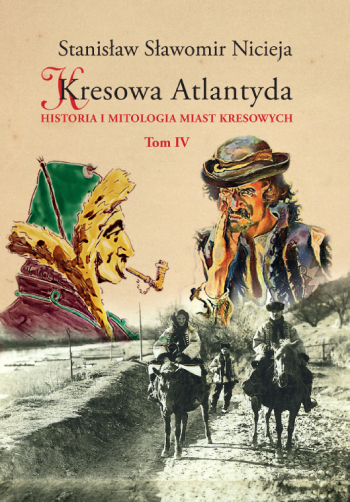 Stanisław Sławomir Nicieja
Kresowa Atlantyda
HISTORIA I MITOLOGIA MIAST KRESOWYCH
Tom IV